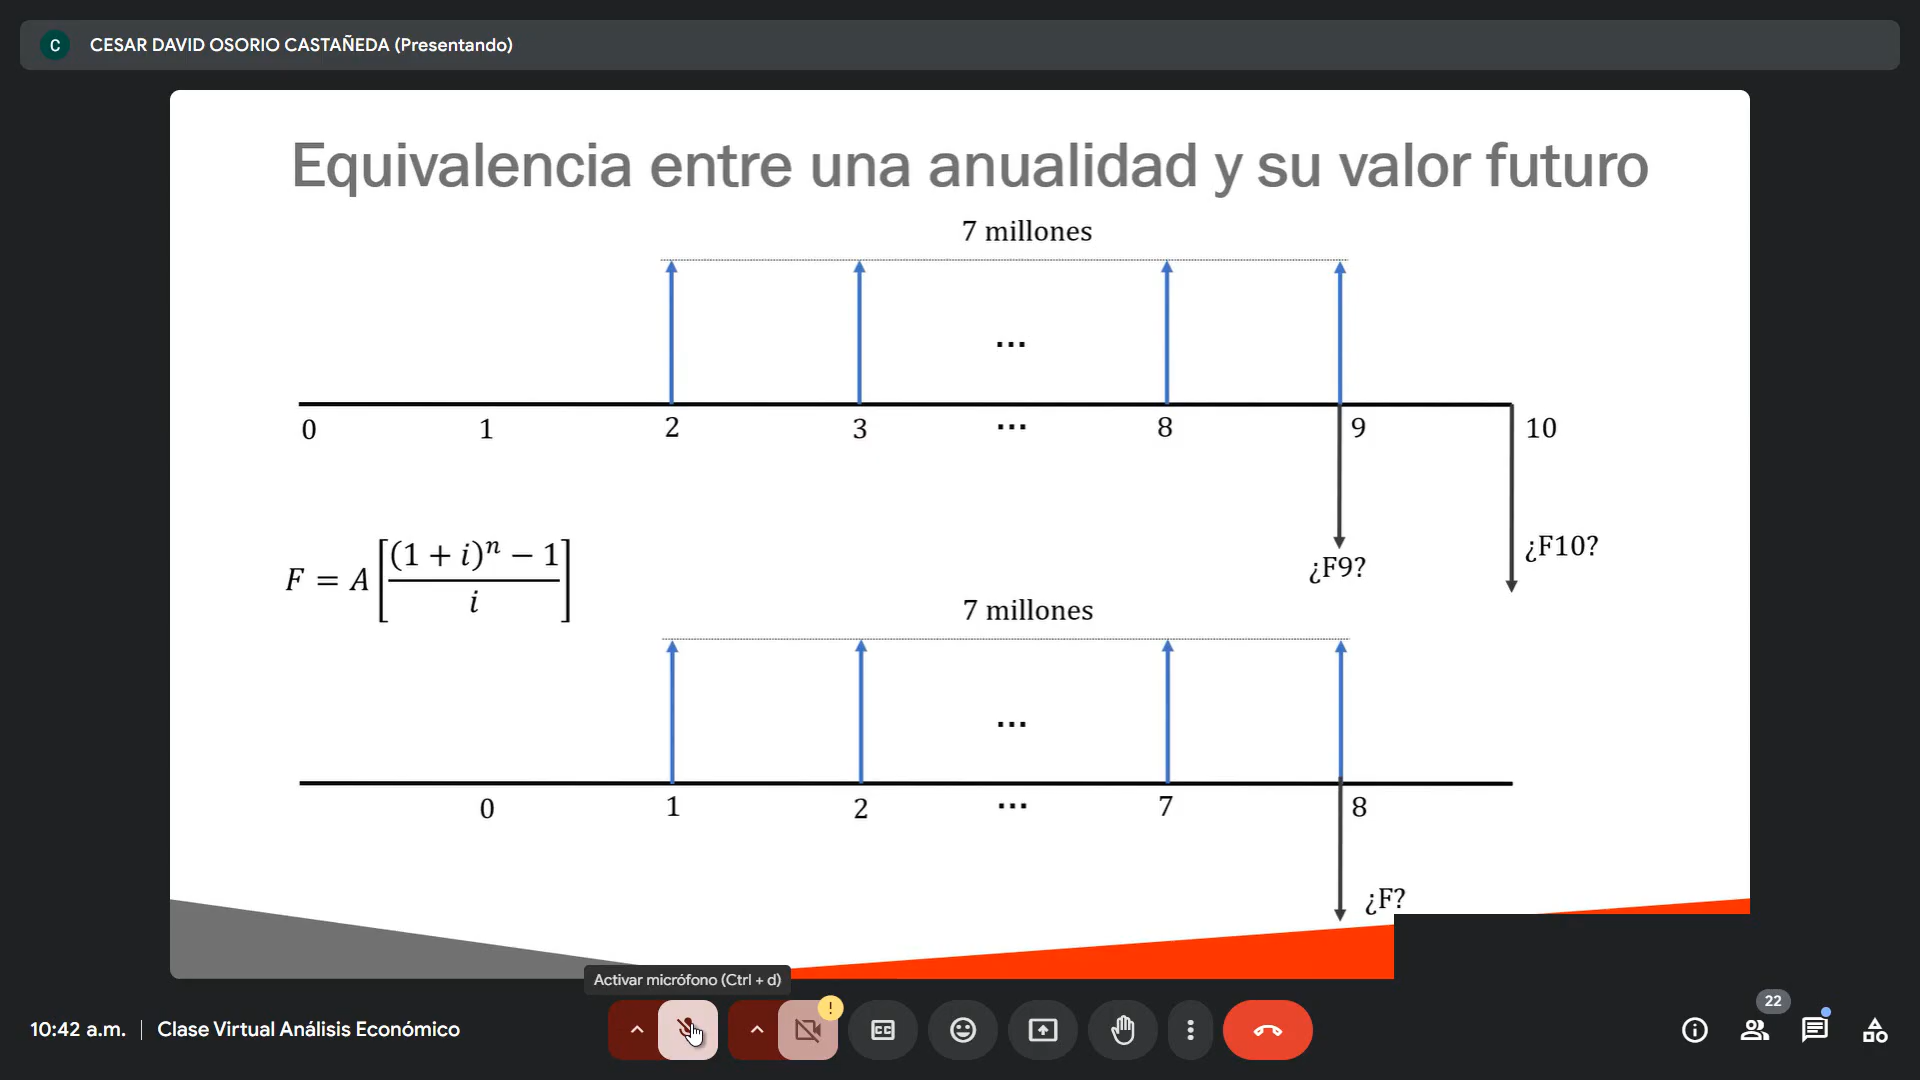 C CESAR DAVID OSORIO CASTAÑEDA (Presentando)
Equivalencia entre una anualidad y su valor futuro
7 millones
...
0 1 2 3 ... 8 9 10
¿F9? ¿F10?
F = A [((1 + i)^n − 1) / i]
7 millones
...
0 1 2 ... 7 8
¿F?
Activar micrófono (Ctrl + d)
10:42 a.m. | Clase Virtual Análisis Económico
!
CC
22